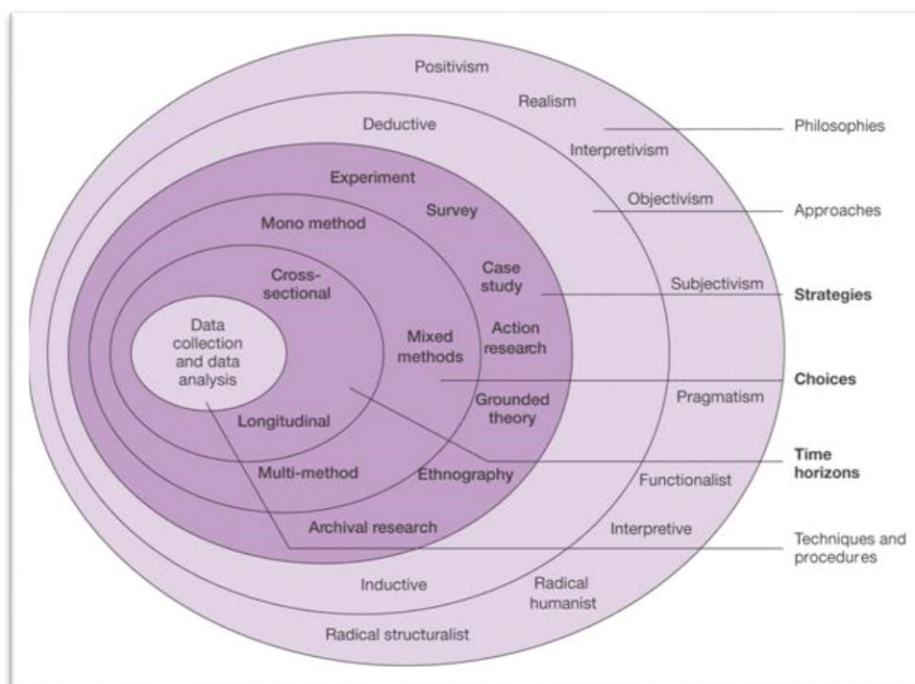 Positivism
Realism
Philosophies
Deductive
Interpretivism
Experiment
Objectivism
Survey
Approaches
Mono method
Cross-
sectional
Case
study
Subjectivism
Strategies
Data
collection
and data
analysis
Mixed
methods
Action
research
Choices
Grounded
theory
Pragmatism
Longitudinal
Time
horizons
Multi-method
Ethnography
Functionalist
Archival research
Interpretive
Techniques and
procedures
Inductive
Radical
humanist
Radical structuralist